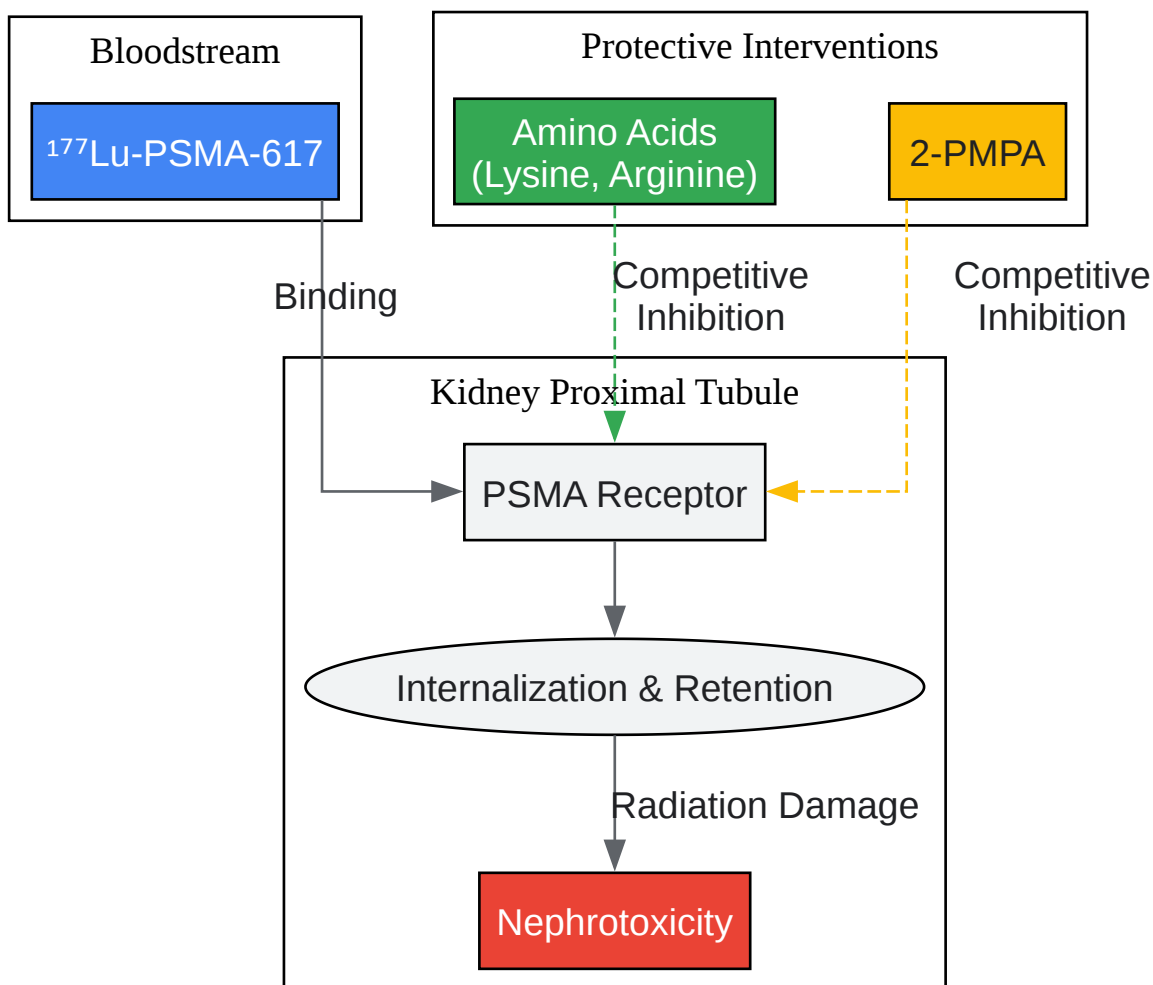 Bloodstream
Protective Interventions
¹⁷⁷Lu-PSMA-617
Amino Acids
(Lysine, Arginine)
2-PMPA
Binding
Competitive
Inhibition
Competitive
Inhibition
Kidney Proximal Tubule
PSMA Receptor
Internalization & Retention
Radiation Damage
Nephrotoxicity